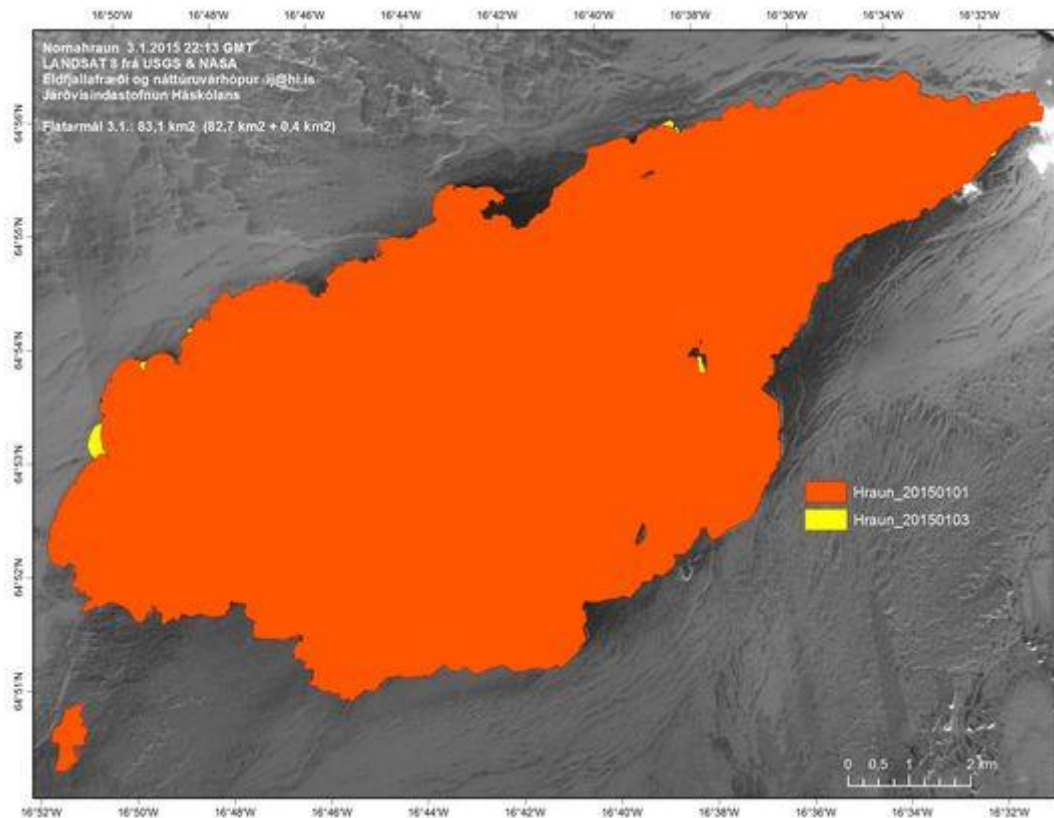 16°50'W 16°48'W 16°46'W 16°44'W 16°42'W 16°40'W 16°38'W 16°36'W 16°34'W 16°32'W
Nornahraun 3.1.2015 22:13 GMT
LANDSAT 8 frá USGS & NASA
Eldfjallafræði og náttúruvárhópur ij@hi.is
Jarðvísindastofnun Háskólans
Flatarmál 3.1.: 83,1 km2 (82,7 km2 + 0,4 km2)
64°56'N
64°55'N
64°54'N
64°53'N
64°52'N
64°51'N
Hraun_20150101
Hraun_20150103
0 0,5 1 2 km
16°52'W 16°50'W 16°48'W 16°46'W 16°44'W 16°42'W 16°40'W 16°38'W 16°36'W 16°34'W 16°32'W